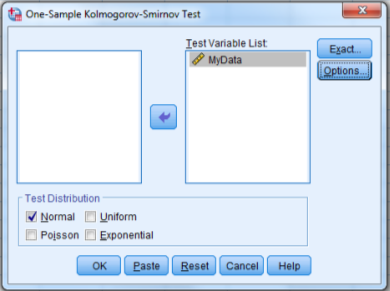 One-Sample Kolmogorov-Smirnov Test
Test Variable List:
MyData
Exact...
Options...
Test Distribution
Normal Uniform
Poisson Exponential
OK Paste Reset Cancel Help